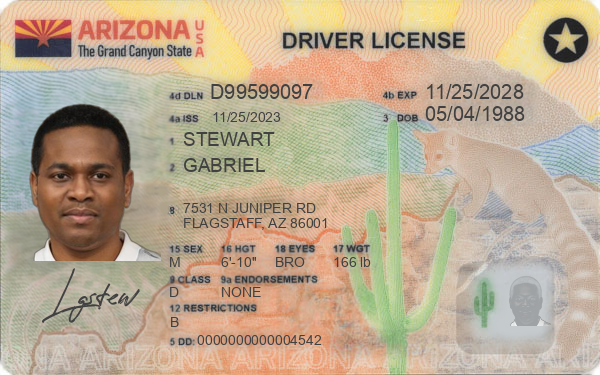 ARIZONA USA
The Grand Canyon State
DRIVER LICENSE
4d DLN D99599097 4b EXP 11/25/2028
4a ISS 11/25/2023 3 DOB 05/04/1988
1 STEWART
2 GABRIEL
8 7531 N JUNIPER RD
FLAGSTAFF, AZ 86001
15 SEX 16 HGT 18 EYES 17 WGT
M 6'-10" BRO 166 lb
9 CLASS 9a ENDORSEMENTS
D NONE
12 RESTRICTIONS
B
5 DD: 0000000000004542
ARIZONA ARIZONA ARIZONA